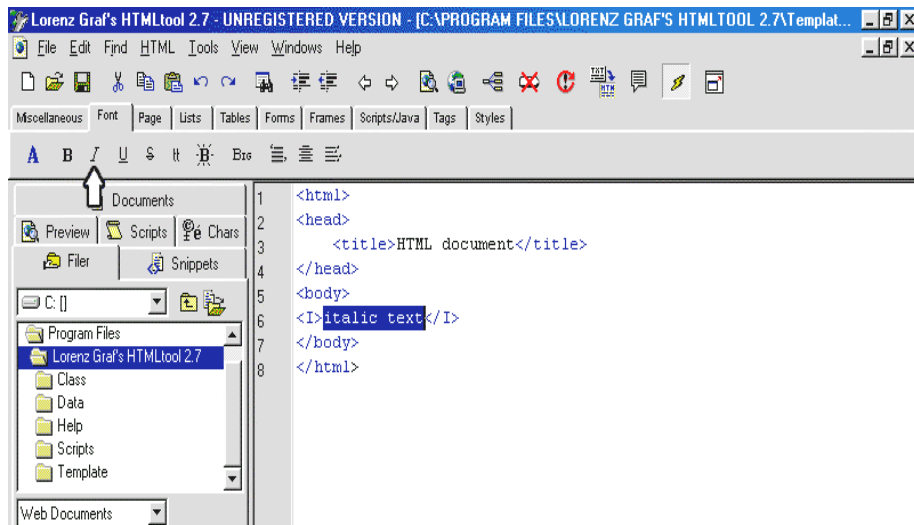 Lorenz Graf's HTMLtool 2.7 - UNREGISTERED VERSION - [C:\PROGRAM FILES\LORENZ GRAF'S HTMLTOOL 2.7\Templat...
File Edit Find HTML Tools View Windows Help
Miscellaneous Font Page Lists Tables Forms Frames Scripts/Java Tags Styles
A B I U S tt B BIG
Documents
Preview Scripts Chars
Filer Snippets
C: []
Program Files
Lorenz Graf's HTMLtool 2.7
Class
Data
Help
Scripts
Template
Web Documents
1 <html>
2 <head>
3 <title>HTML document</title>
4 </head>
5 <body>
6 <I>italic text</I>
7 </body>
8 </html>